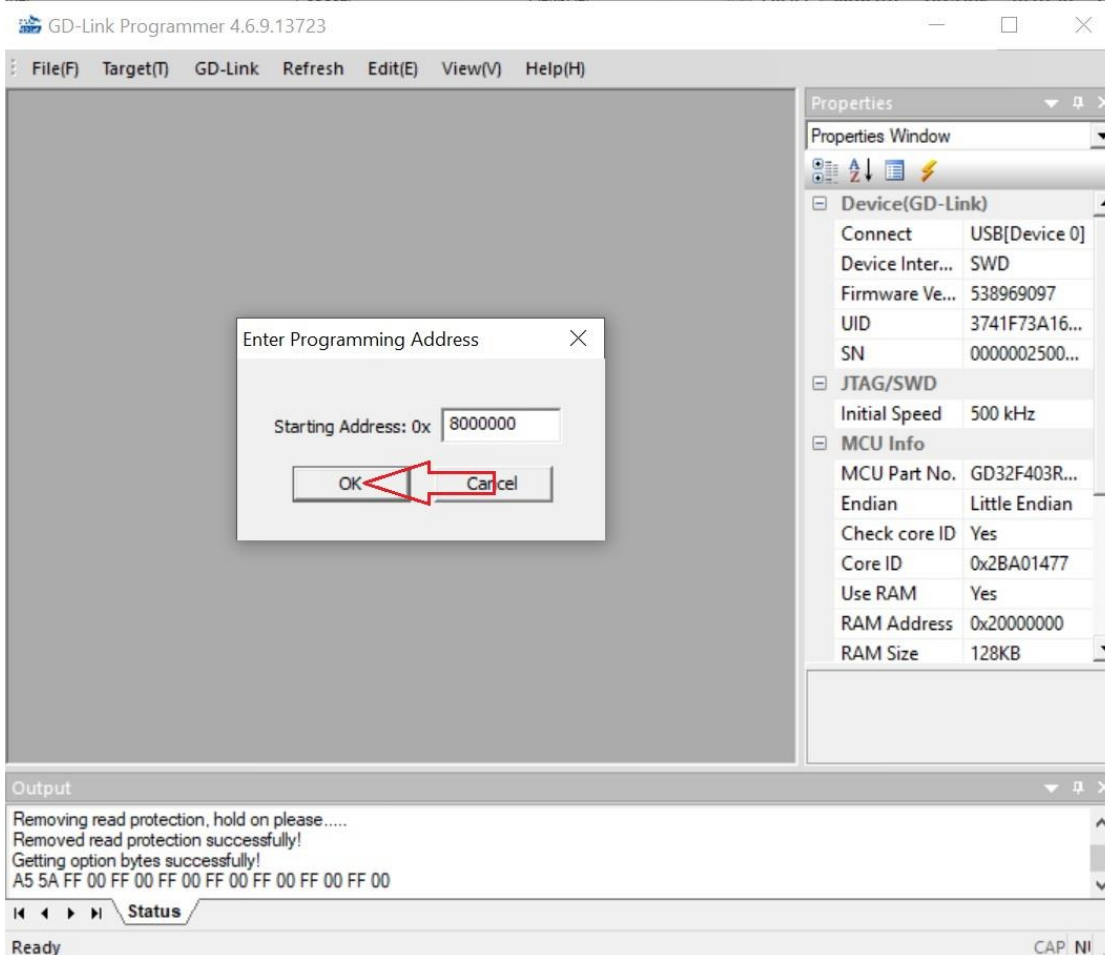 GD-Link Programmer 4.6.9.13723
File(F) Target(T) GD-Link Refresh Edit(E) View(V) Help(H)
Properties
Properties Window
Device(GD-Link)
Connect USB[Device 0]
Device Inter... SWD
Firmware Ve... 538969097
UID 3741F73A16...
SN 0000002500...
JTAG/SWD
Initial Speed 500 kHz
MCU Info
MCU Part No. GD32F403R...
Endian Little Endian
Check core ID Yes
Core ID 0x2BA01477
Use RAM Yes
RAM Address 0x20000000
RAM Size 128KB
Enter Programming Address
Starting Address: 0x 8000000
OK Cancel
Output
Removing read protection, hold on please.....
Removed read protection successfully!
Getting option bytes successfully!
A5 5A FF 00 FF 00 FF 00 FF 00 FF 00 FF 00 FF 00
Status
Ready CAP